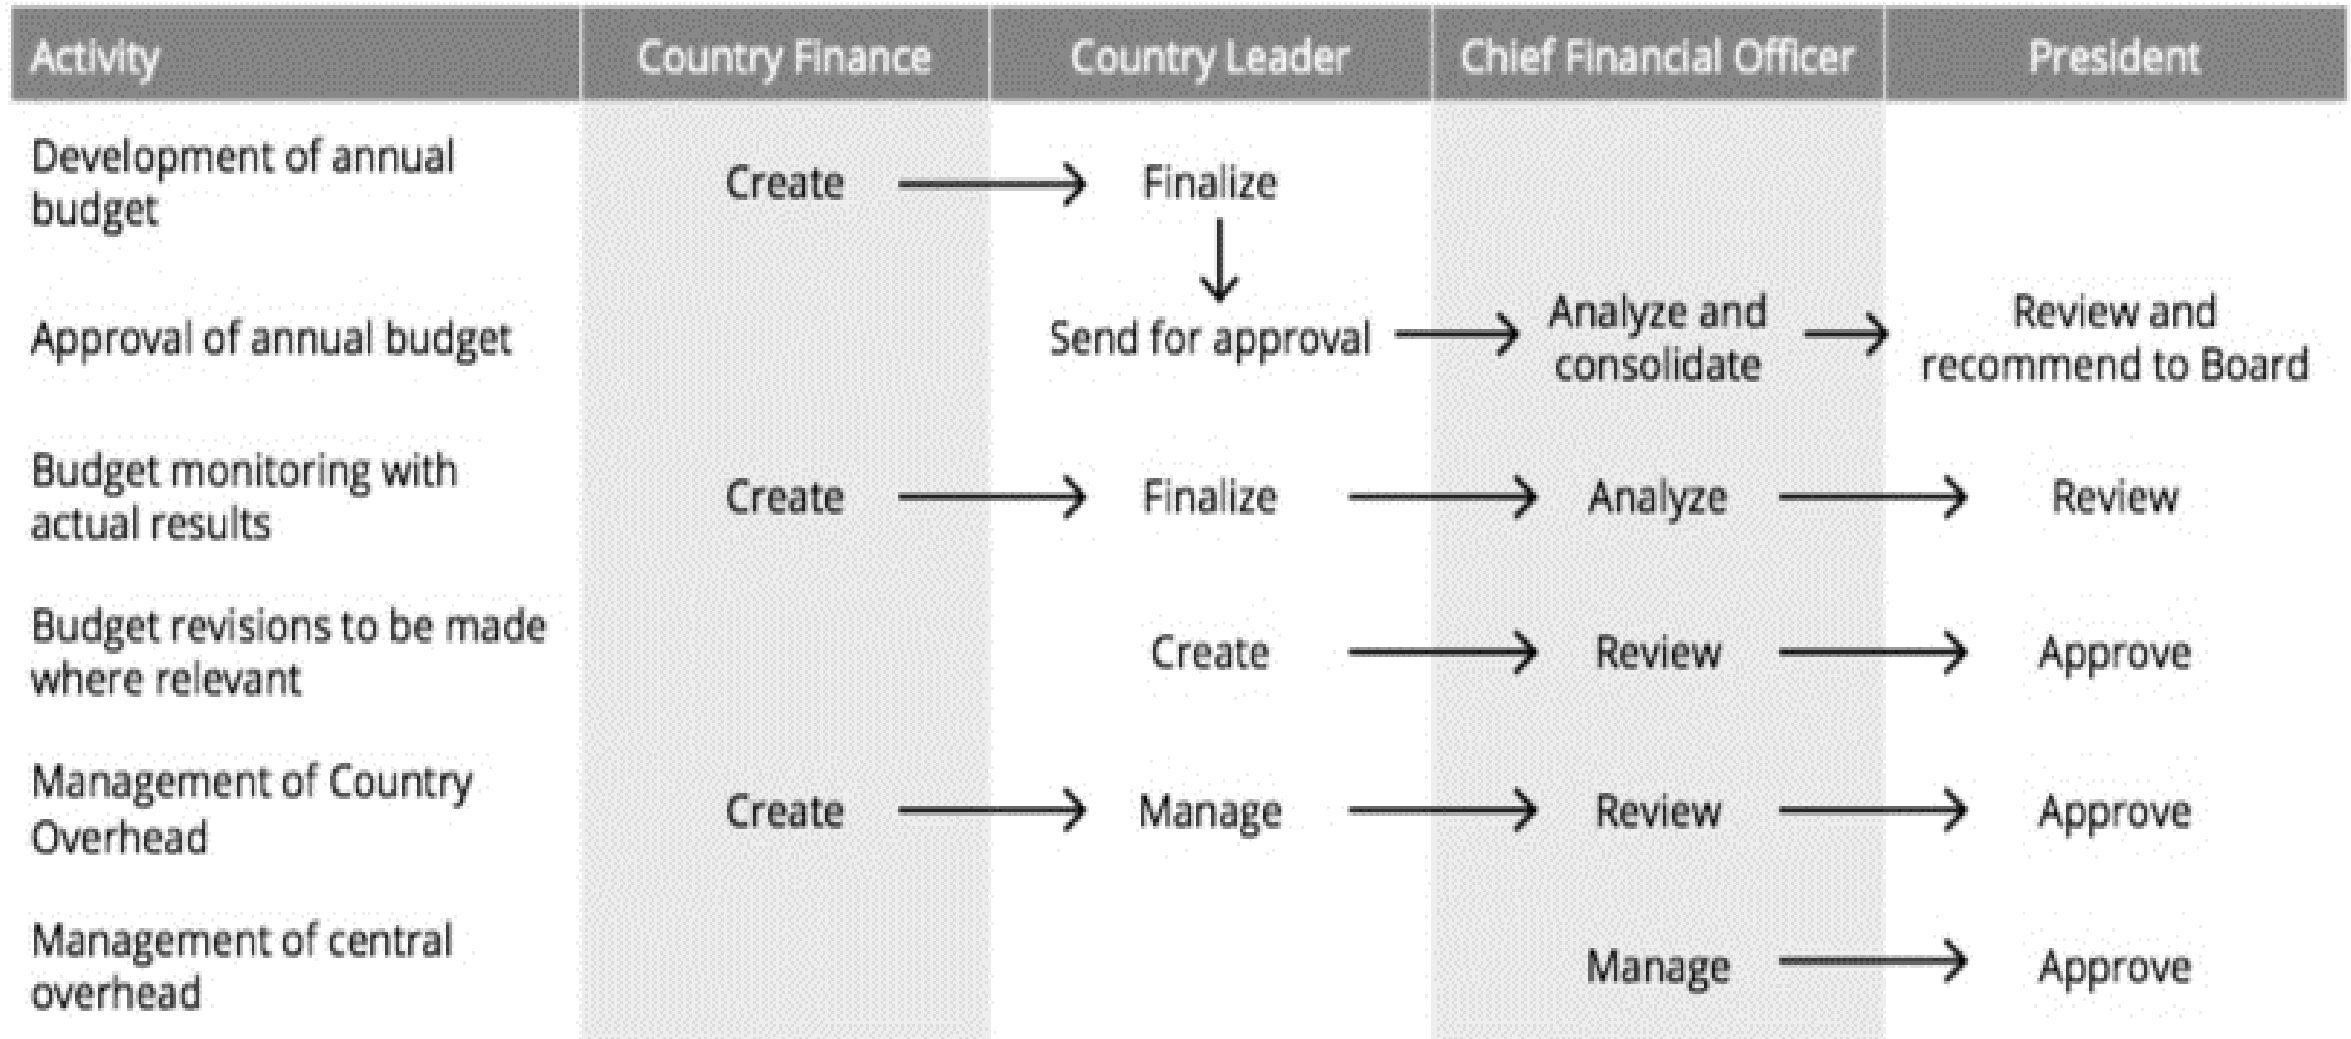 Activity Country Finance Country Leader Chief Financial Officer President
Development of annual
budget
Create Finalize
Approval of annual budget
Send for approval
Analyze and
consolidate
Review and
recommend to Board
Budget monitoring with
actual results
Create Finalize Analyze Review
Budget revisions to be made
where relevant
Create Review Approve
Management of Country
Overhead
Create Manage Review Approve
Management of central
overhead
Manage Approve